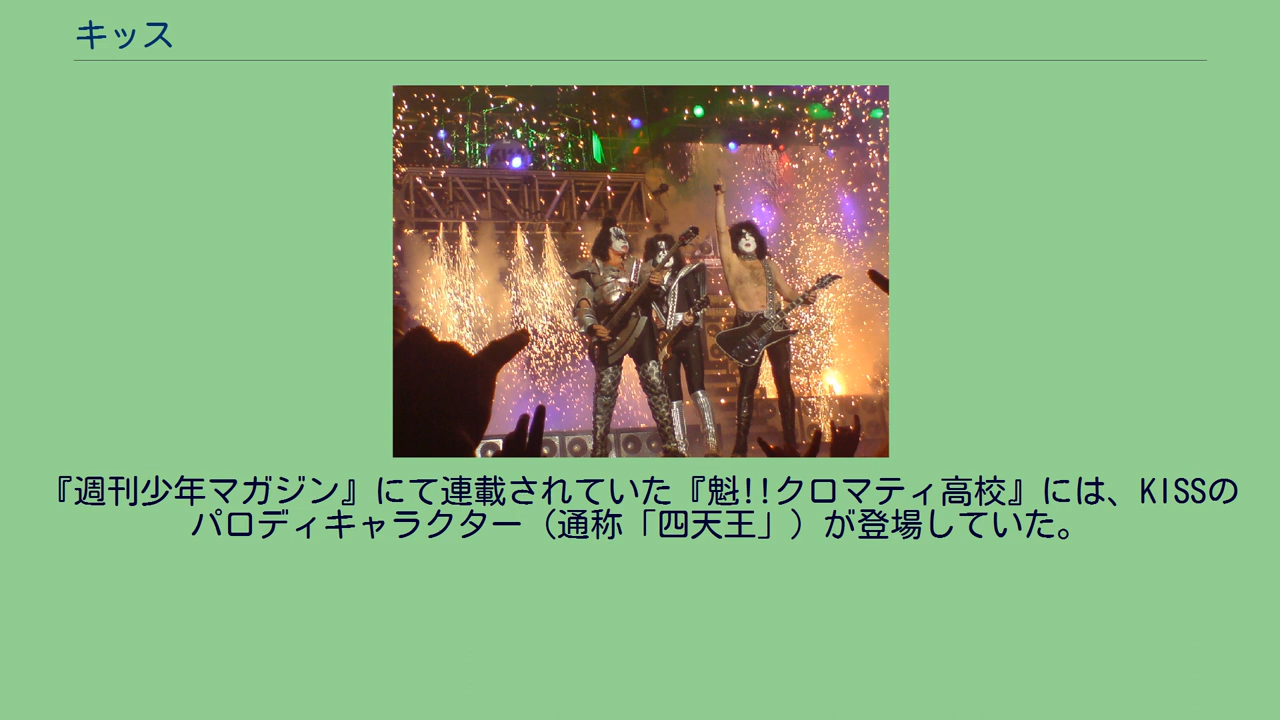 キッス
『週刊少年マガジン』にて連載されていた『魁!!クロマティ高校』には、KISSの
パロディキャラクター（通称「四天王」）が登場していた。